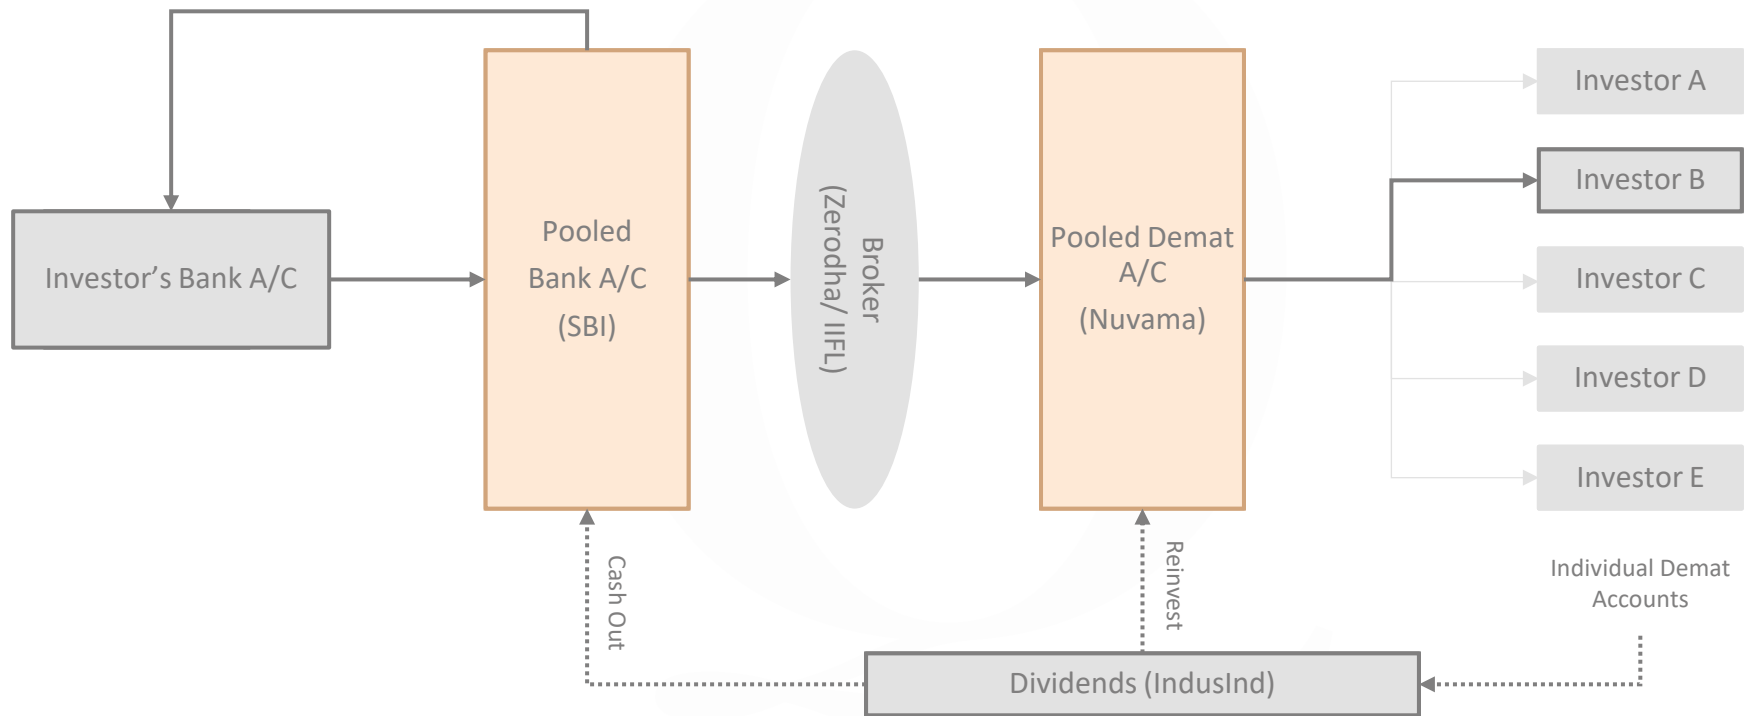 Investor's Bank A/C
Pooled
Bank A/C
(SBI)
Broker
(Zerodha/ IIFL)
Pooled Demat
A/C
(Nuvama)
Investor A
Investor B
Investor C
Investor D
Investor E
Cash Out
Reinvest
Individual Demat
Accounts
Dividends (IndusInd)